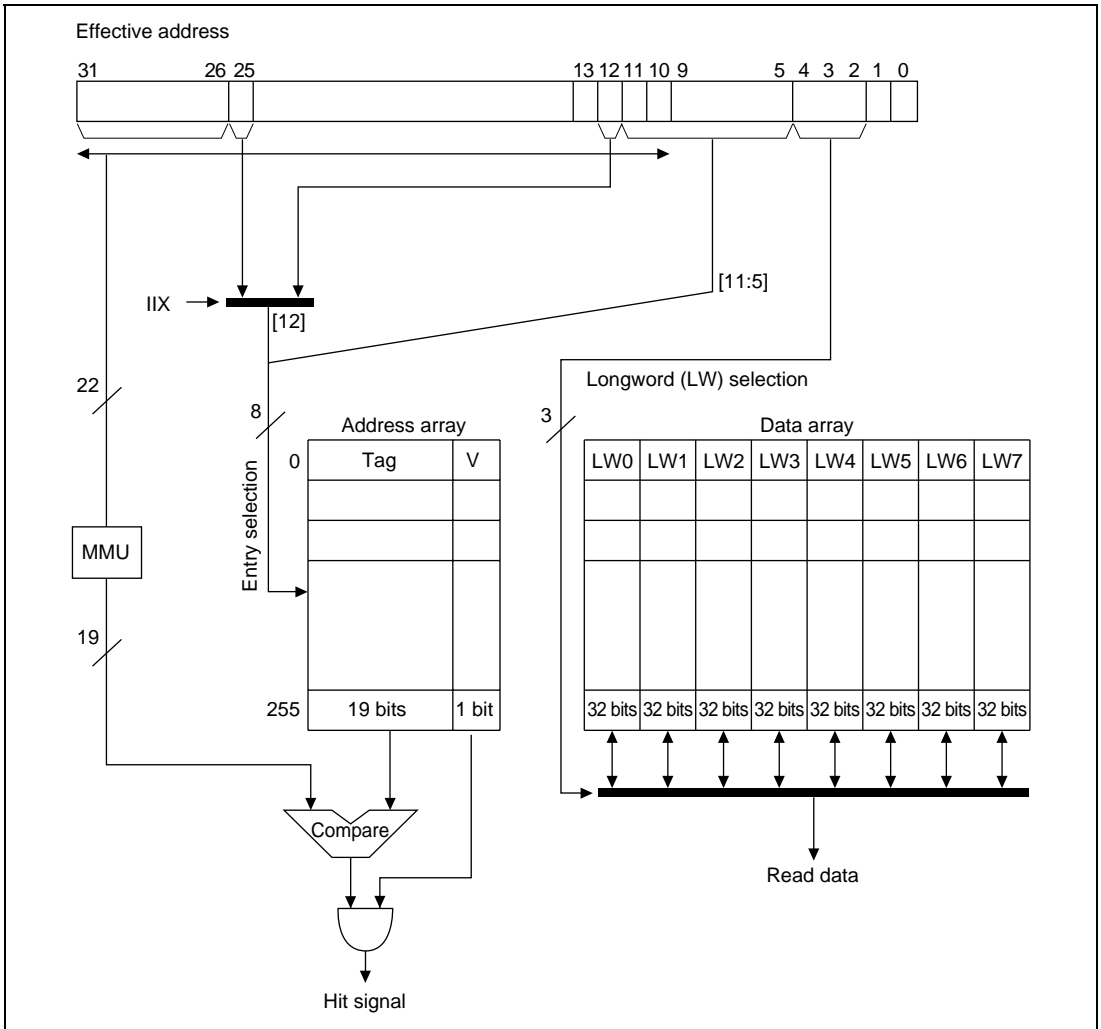 Effective address
31 26 25 13 12 11 10 9 5 4 3 2 1 0
IIX
[12]
[11:5]
22
Longword (LW) selection
8
3
Address array
Data array
0 Tag V
LW0 LW1 LW2 LW3 LW4 LW5 LW6 LW7
Entry selection
MMU
19
255 19 bits 1 bit
32 bits 32 bits 32 bits 32 bits 32 bits 32 bits 32 bits 32 bits
Compare
Read data
Hit signal